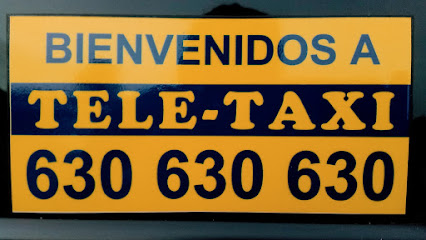 BIENVENIDOS A
TELE-TAXI
630 630 630